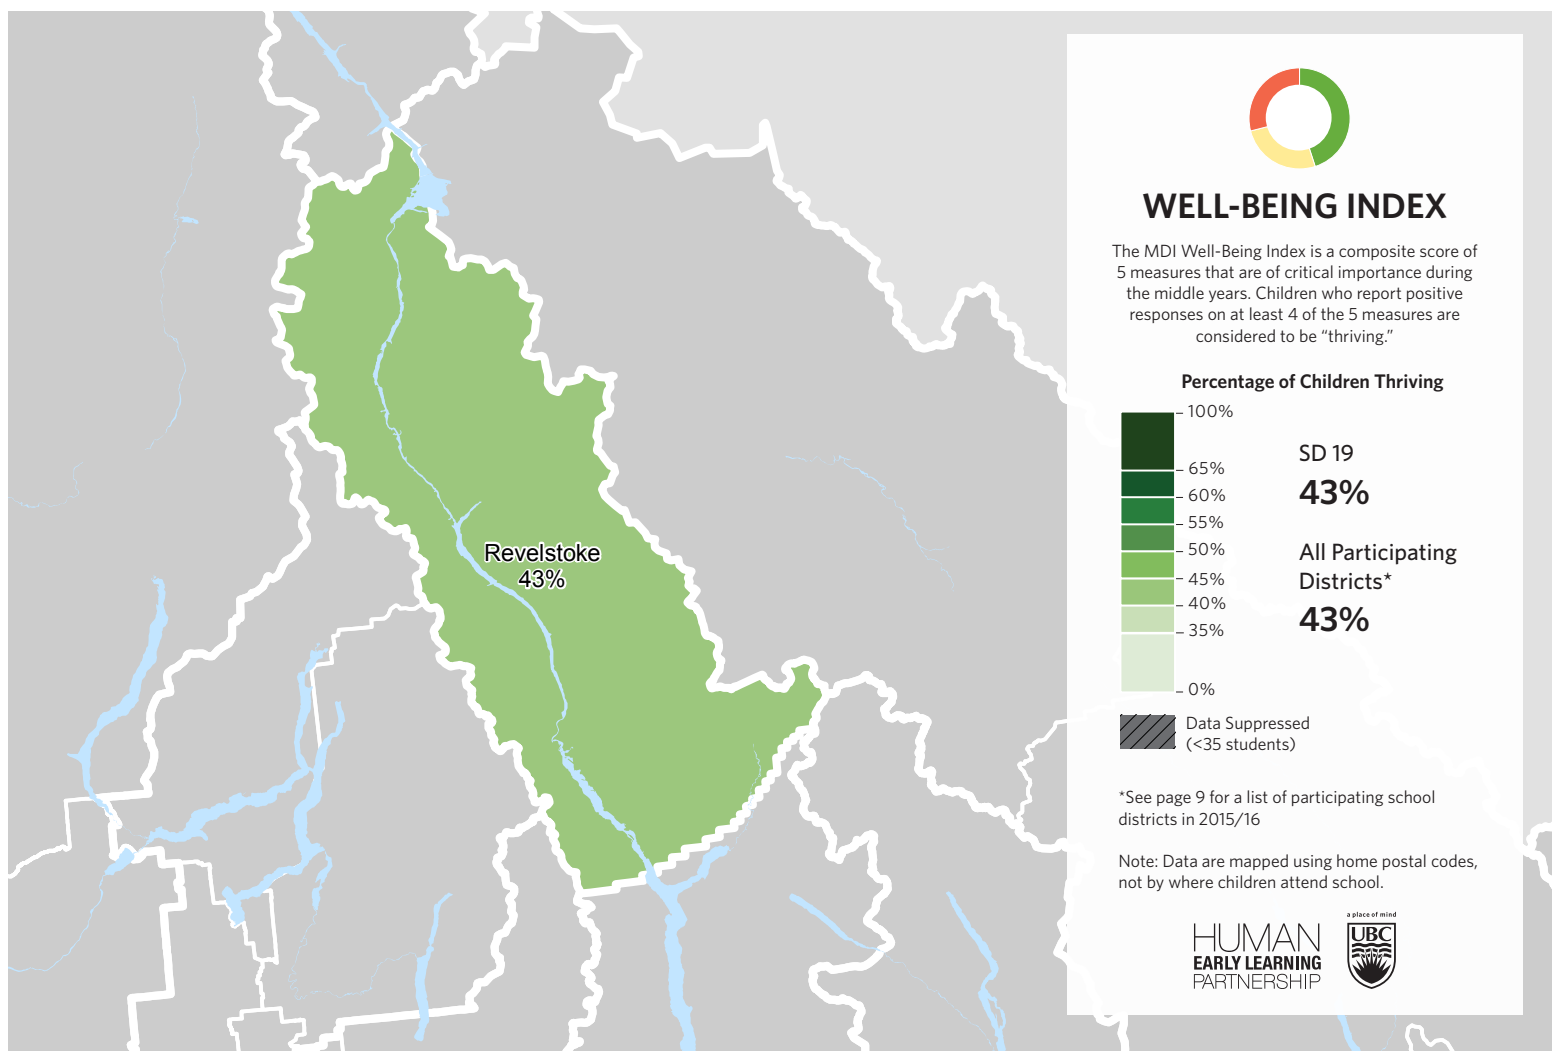 Revelstoke
43%
WELL-BEING INDEX
The MDI Well-Being Index is a composite score of
5 measures that are of critical importance during
the middle years. Children who report positive
responses on at least 4 of the 5 measures are
considered to be “thriving.”
Percentage of Children Thriving
100%
65%
60%
55%
50%
45%
40%
35%
0%
SD 19
43%
All Participating
Districts*
43%
Data Suppressed
(<35 students)
*See page 9 for a list of participating school
districts in 2015/16
Note: Data are mapped using home postal codes,
not by where children attend school.
HUMAN
EARLY LEARNING
PARTNERSHIP
a place of mind
UBC